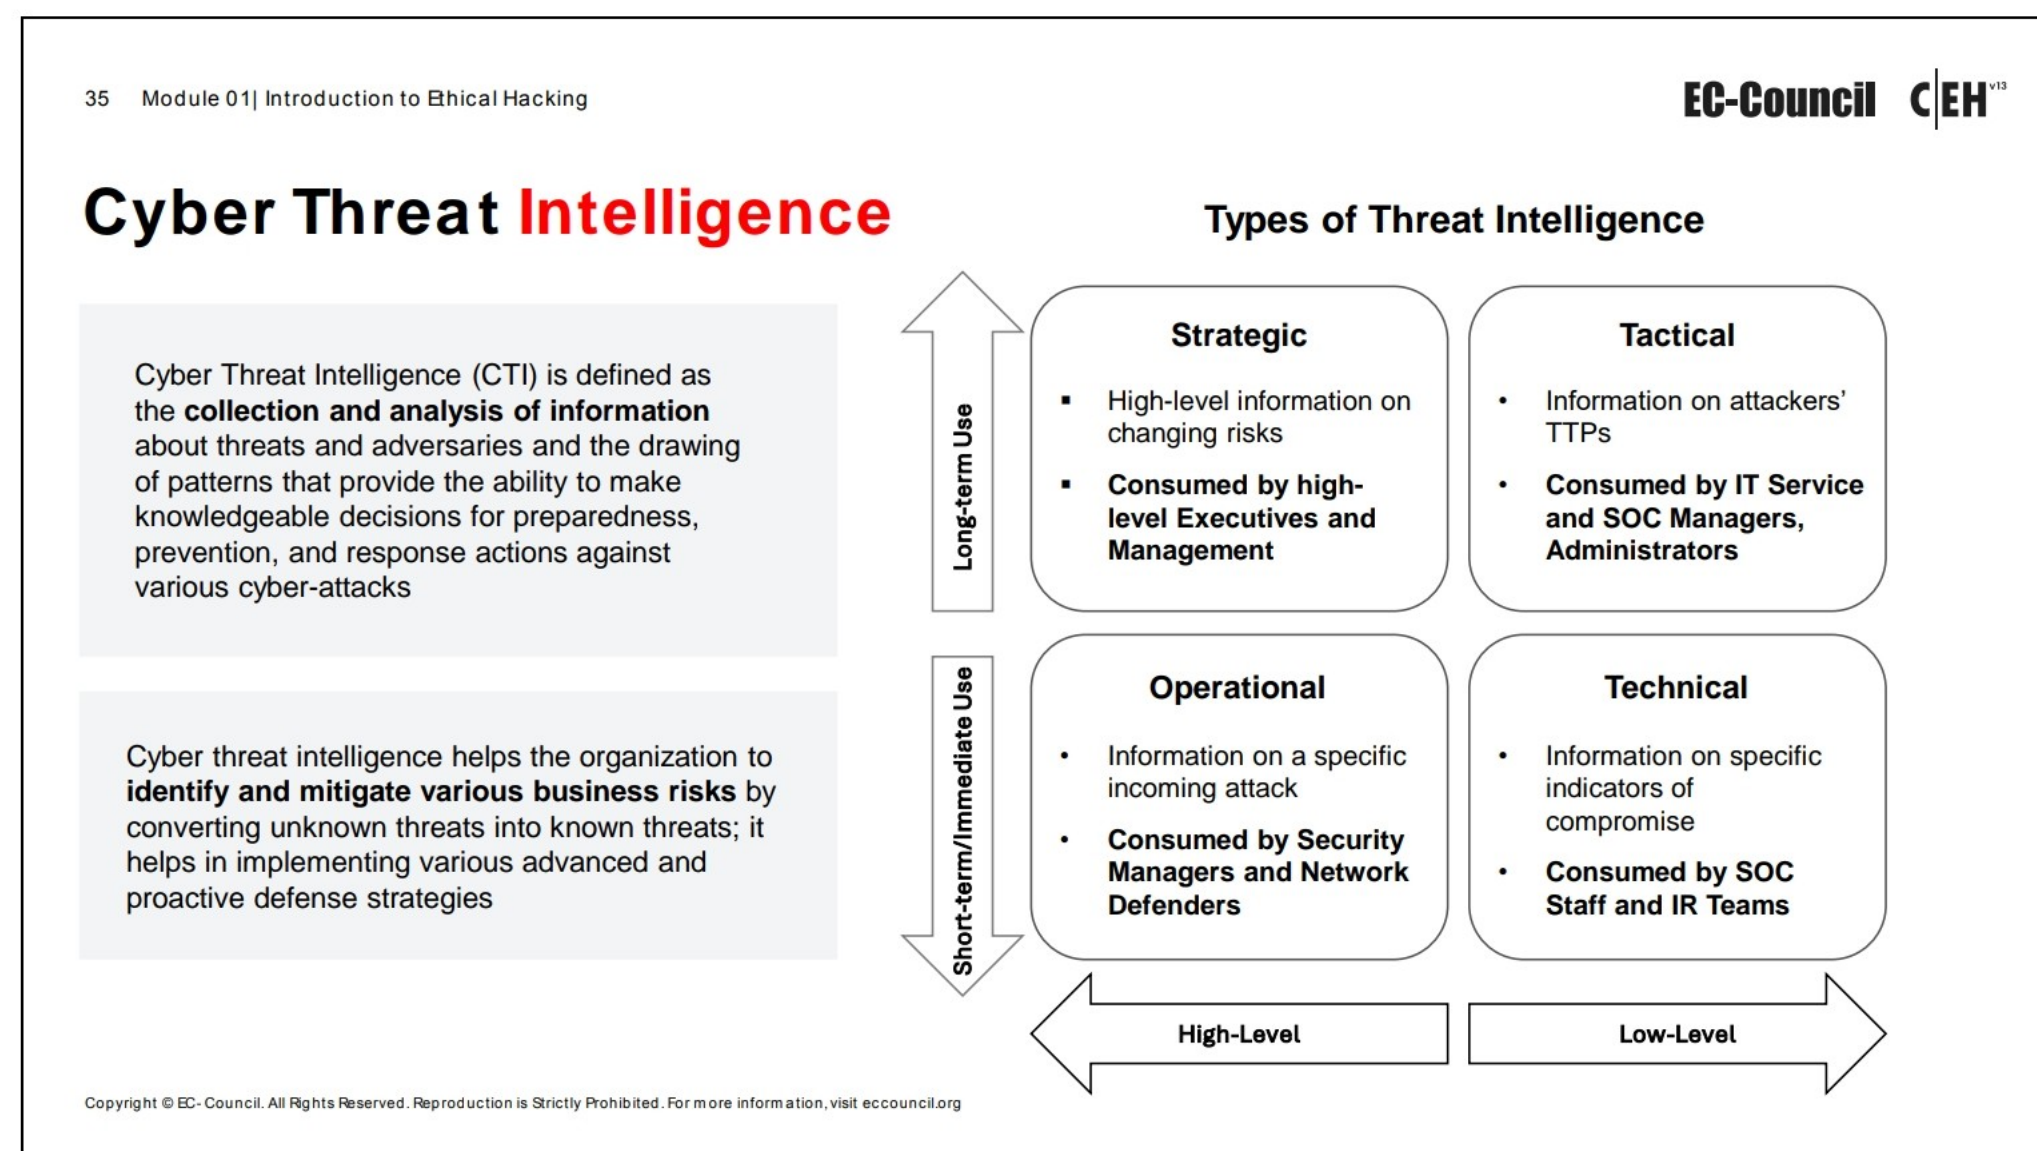 35 Module 01| Introduction to Ethical Hacking
EC-Council C|EH v13
Cyber Threat Intelligence
Cyber Threat Intelligence (CTI) is defined as
the collection and analysis of information
about threats and adversaries and the drawing
of patterns that provide the ability to make
knowledgeable decisions for preparedness,
prevention, and response actions against
various cyber-attacks
Cyber threat intelligence helps the organization to
identify and mitigate various business risks by
converting unknown threats into known threats; it
helps in implementing various advanced and
proactive defense strategies
Types of Threat Intelligence
Long-term Use
Short-term/Immediate Use
Strategic
▪ High-level information on
changing risks
▪ Consumed by high-
level Executives and
Management
Tactical
• Information on attackers’
TTPs
• Consumed by IT Service
and SOC Managers,
Administrators
Operational
• Information on a specific
incoming attack
• Consumed by Security
Managers and Network
Defenders
Technical
• Information on specific
indicators of
compromise
• Consumed by SOC
Staff and IR Teams
High-Level
Low-Level
Copyright © EC-Council. All Rights Reserved. Reproduction is Strictly Prohibited. For more information, visit eccouncil.org